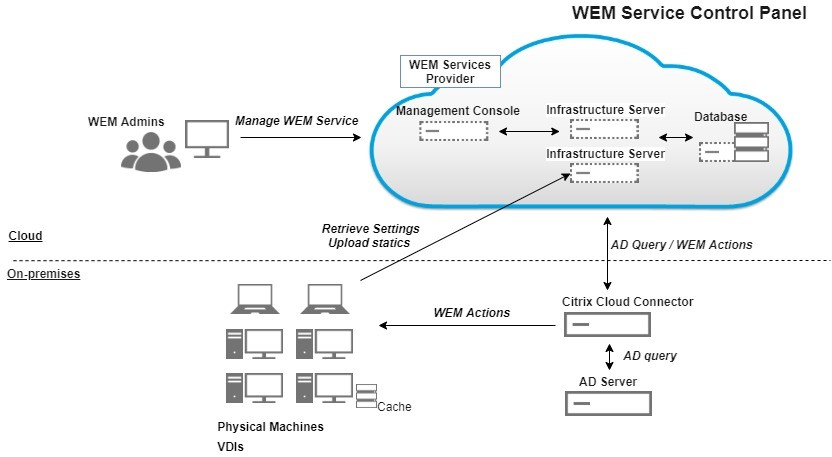 WEM Service Control Panel
WEM Services
Provider
Management Console
Infrastructure Server
Database
WEM Admins
Manage WEM Service
Infrastructure Server
Retrieve Settings
Upload statics
Cloud
AD Query / WEM Actions
On-premises
Citrix Cloud Connector
WEM Actions
AD query
AD Server
Cache
Physical Machines
VDIs